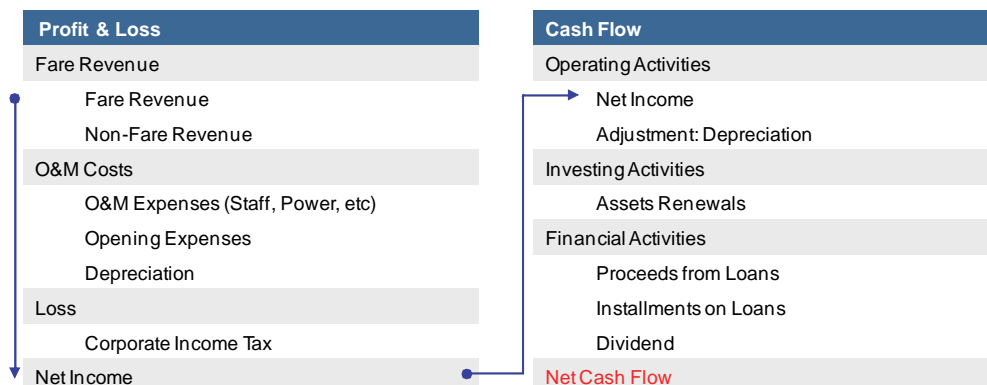 Profit & Loss
Fare Revenue
Fare Revenue
Non-Fare Revenue
O&M Costs
O&M Expenses (Staff, Power, etc)
Opening Expenses
Depreciation
Loss
Corporate Income Tax
Net Income
Cash Flow
Operating Activities
Net Income
Adjustment: Depreciation
Investing Activities
Assets Renewals
Financial Activities
Proceeds from Loans
Installments on Loans
Dividend
Net Cash Flow